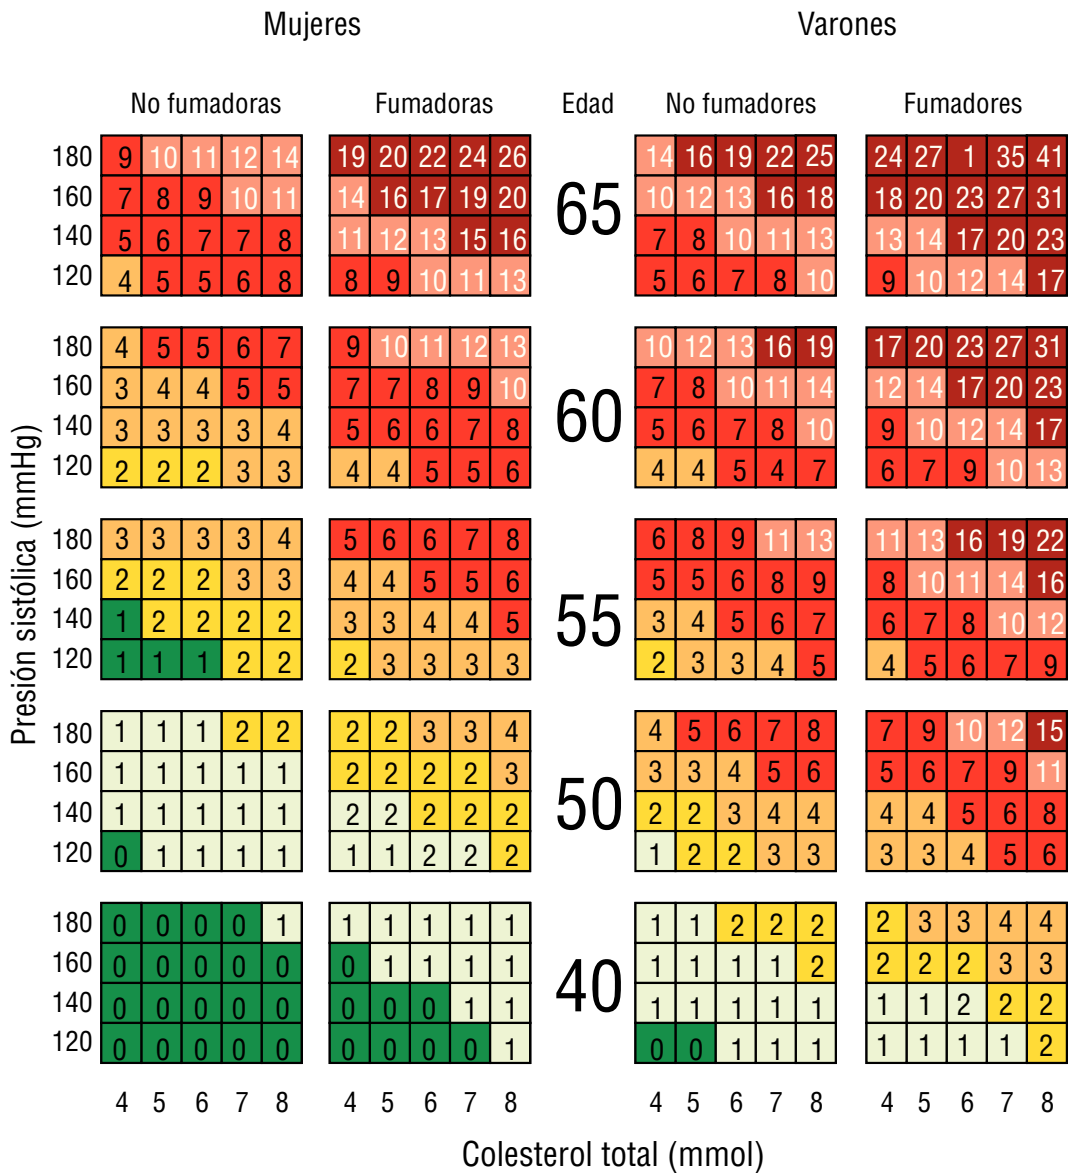 Mujeres Varones
No fumadoras Fumadoras Edad No fumadores Fumadores
180 9 10 11 12 14 19 20 22 24 26 14 16 19 22 25 24 27 1 35 41
160 7 8 9 10 11 14 16 17 19 20 10 12 13 16 18 18 20 23 27 31
65
140 5 6 7 7 8 11 12 13 15 16 7 8 10 11 13 13 14 17 20 23
120 4 5 5 6 8 8 9 10 11 13 5 6 7 8 10 9 10 12 14 17
180 4 5 5 6 7 9 10 11 12 13 10 12 13 16 19 17 20 23 27 31
160 3 4 4 5 5 7 7 8 9 10 7 8 10 11 14 12 14 17 20 23
60
140 3 3 3 3 4 5 6 6 7 8 5 6 7 8 10 9 10 12 14 17
120 2 2 2 3 3 4 4 5 5 6 4 4 5 4 7 6 7 9 10 13
180 3 3 3 3 4 5 6 6 7 8 6 8 9 11 13 11 13 16 19 22
160 2 2 2 3 3 4 4 5 5 6 5 5 6 8 9 8 10 11 14 16
55
140 1 2 2 2 2 3 3 4 4 5 3 4 5 6 7 6 7 8 10 12
120 1 1 1 2 2 2 3 3 3 3 2 3 3 4 5 4 5 6 7 9
180 1 1 1 2 2 2 2 3 3 4 4 5 6 7 8 7 9 10 12 15
160 1 1 1 1 1 2 2 2 2 3 3 3 4 5 6 5 6 7 9 11
50
140 1 1 1 1 1 2 2 2 2 2 2 2 3 4 4 4 4 5 6 8
120 0 1 1 1 1 1 1 2 2 2 1 2 2 3 3 3 3 4 5 6
180 0 0 0 0 1 1 1 1 1 1 1 1 2 2 2 2 3 3 4 4
160 0 0 0 0 0 0 1 1 1 1 1 1 1 1 2 2 2 2 3 3
40
140 0 0 0 0 0 0 0 0 1 1 1 1 1 1 1 1 1 2 2 2
120 0 0 0 0 0 0 0 0 0 1 0 0 1 1 1 1 1 1 1 2
4 5 6 7 8 4 5 6 7 8 4 5 6 7 8 4 5 6 7 8
Colesterol total (mmol)
Presión sistólica (mmHg)